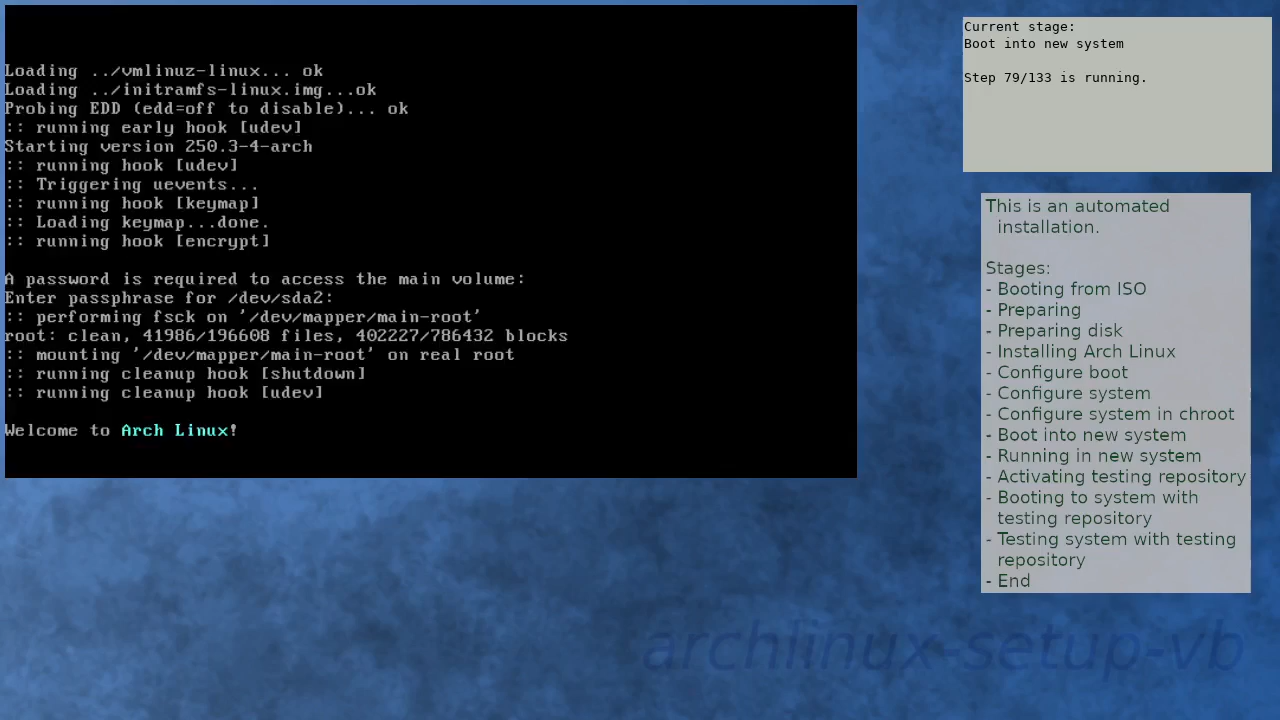 Loading ../vmlinuz-linux... ok
Loading ../initramfs-linux.img...ok
Probing EDD (edd=off to disable)... ok
:: running early hook [udev]
Starting version 250.3-4-arch
:: running hook [udev]
:: Triggering uevents...
:: running hook [keymap]
:: Loading keymap...done.
:: running hook [encrypt]
A password is required to access the main volume:
Enter passphrase for /dev/sda2:
:: performing fsck on '/dev/mapper/main-root'
root: clean, 41986/196608 files, 402227/786432 blocks
:: mounting '/dev/mapper/main-root' on real root
:: running cleanup hook [shutdown]
:: running cleanup hook [udev]
Welcome to Arch Linux!
Current stage:
Boot into new system
Step 79/133 is running.
This is an automated
installation.
Stages:
- Booting from ISO
- Preparing
- Preparing disk
- Installing Arch Linux
- Configure boot
- Configure system
- Configure system in chroot
- Boot into new system
- Running in new system
- Activating testing repository
- Booting to system with
testing repository
- Testing system with testing
repository
- End
archlinux-setup-vb